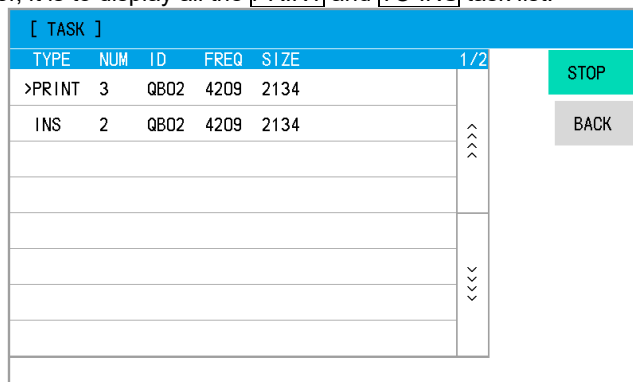 [ TASK ]
TYPE NUM ID FREQ SIZE 1/2
>PRINT 3 QB02 4209 2134
INS 2 QB02 4209 2134
STOP
BACK